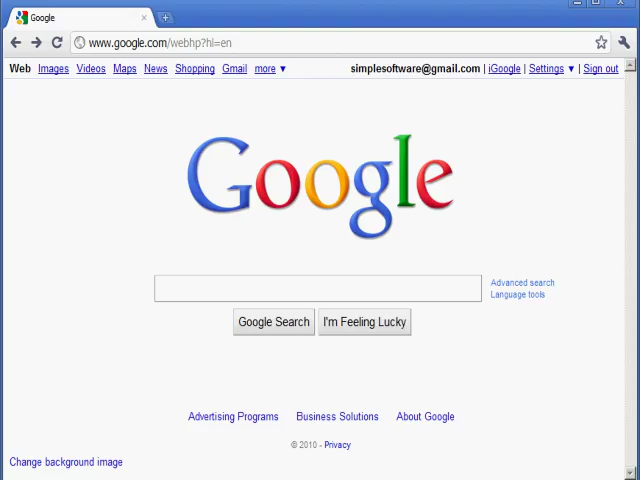 Google
www.google.com/webhp?hl=en
Web Images Videos Maps News Shopping Gmail more ▼ simplesoftware@gmail.com | iGoogle | Settings ▼ | Sign out
Google
Advanced search
Language tools
Google Search I'm Feeling Lucky
Advertising Programs Business Solutions About Google
© 2010 - Privacy
Change background image